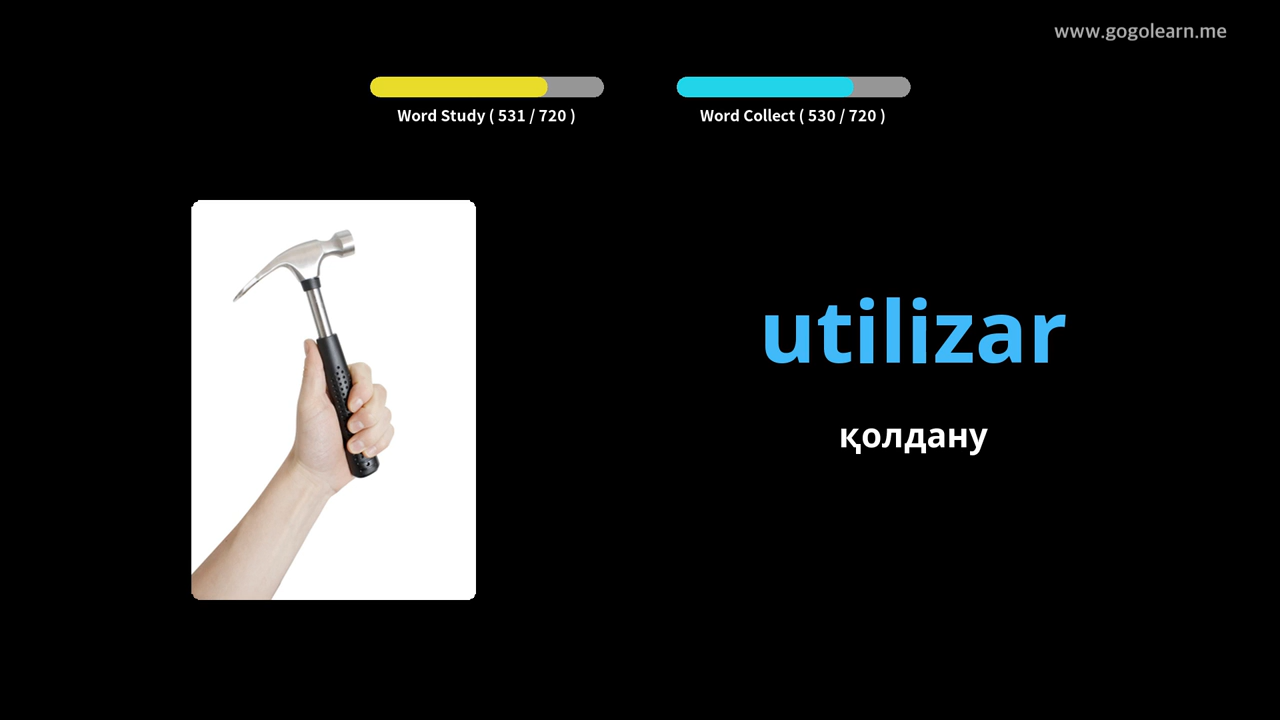 www.gogolearn.me
Word Study ( 531 / 720 )
Word Collect ( 530 / 720 )
utilizar
қолдану